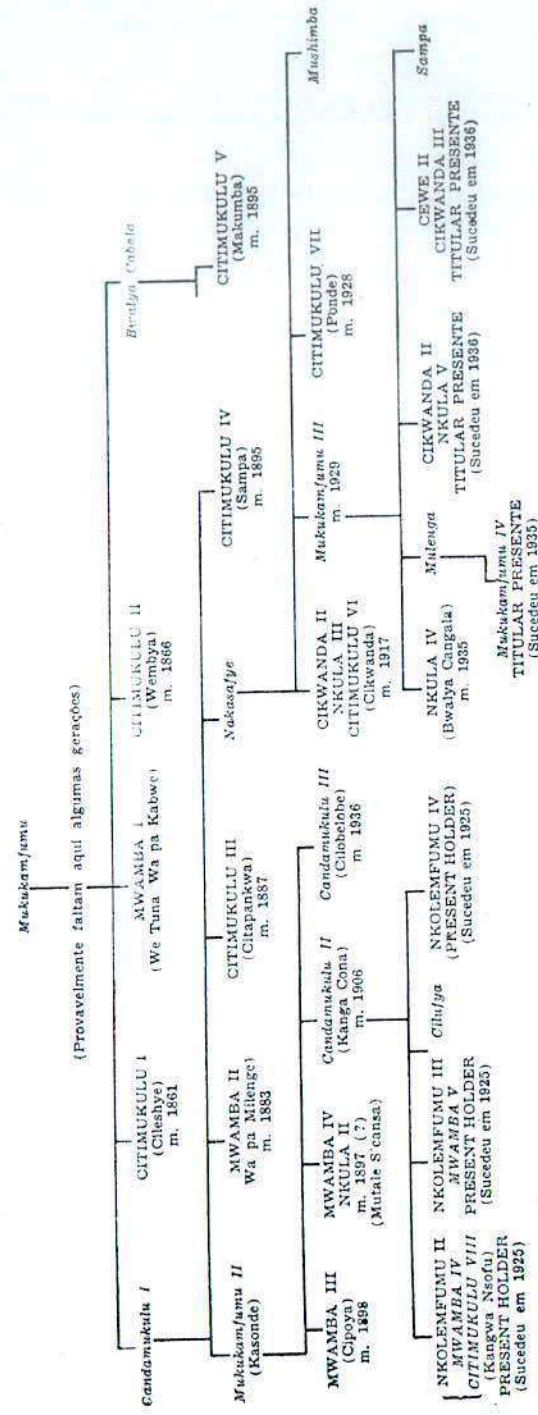 Mukukamfumu
(Provavelmente faltam aqui algumas gerações)
Candamukulu I
CITIMUKULU I
(Cileshye)
m. 1861
MWAMBA I
(We Tuna Wa pa Kabwe)
CITIMUKULU II
(Wembya)
m. 1866
Bwalya Cabala
Mukukamfumu II
(Kasonde)
MWAMBA II
Wa pa Milenge
m. 1883
CITIMUKULU III
(Citapankwa)
m. 1887
Nakasafye
CITIMUKULU IV
(Sampa)
m. 1895
CITIMUKULU V
(Makumba)
m. 1895
MWAMBA III
(Cipoya)
m. 1898
MWAMBA IV
NKULA II
m. 1897 (?)
(Mutale S'cansa)
Candamukulu II
(Kanga Cona)
m. 1906
Candamukulu III
(Cilobelobe)
m. 1936
CIKWANDA II
NKULA III
CITIMUKULU VI
(Cikwanda)
m. 1917
Mukukamfumu III
m. 1929
CITIMUKULU VII
(Ponde)
m. 1928
Mushimba
NKOLEMFUMU II
MWAMBA IV
CITIMUKULU VIII
(Kangwa Nsofu)
PRESENT HOLDER
(Sucedeu em 1925)
NKOLEMFUMU III
MWAMBA V
PRESENT HOLDER
(Sucedeu em 1925)
Cilufya
NKOLEMFUMU IV
(PRESENT HOLDER)
(Sucedeu em 1925)
NKULA IV
(Bwalya Cangala)
m. 1935
Mulenga
CIKWANDA II
NKULA V
TITULAR PRESENTE
(Sucedeu em 1936)
CEWE II
CIKWANDA III
TITULAR PRESENTE
(Sucedeu em 1936)
Sampa
Mukukamfumu IV
TITULAR PRESENTE
(Sucedeu em 1935)